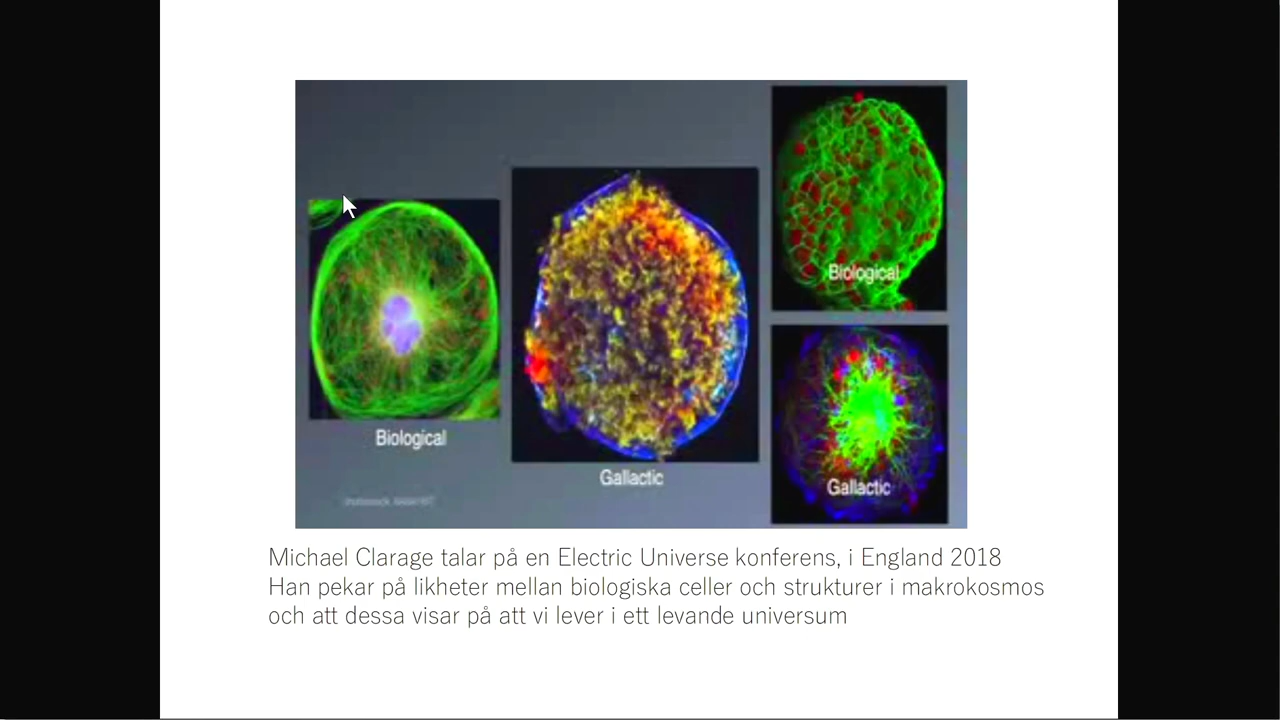 Biological
Biological
Gallactic
Gallactic
Michael Clarage talar på en Electric Universe konferens, i England 2018
Han pekar på likheter mellan biologiska celler och strukturer i makrokosmos
och att dessa visar på att vi lever i ett levande universum